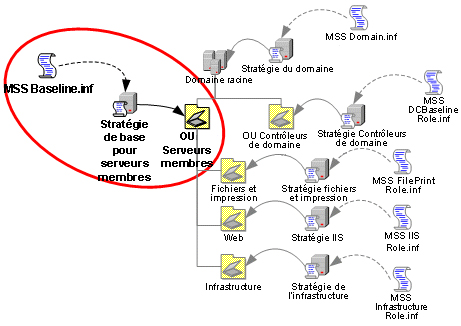 MSS Domain.inf
Stratégie du domaine
Domaine racine
MSS Baseline.inf
Stratégie
de base
pour
serveurs
membres
OU
Serveurs
membres
OU Contrôleurs
de domaine
Stratégie Contrôleurs
de domaine
MSS
DCBaseline
Role.inf
Fichiers et
impression
Stratégie fichiers
et impression
MSS FilePrint
Role.inf
Web
Stratégie IIS
MSS IIS
Role.inf
Infrastructure
Stratégie de
l'infrastructure
MSS
Infrastructure
Role.inf